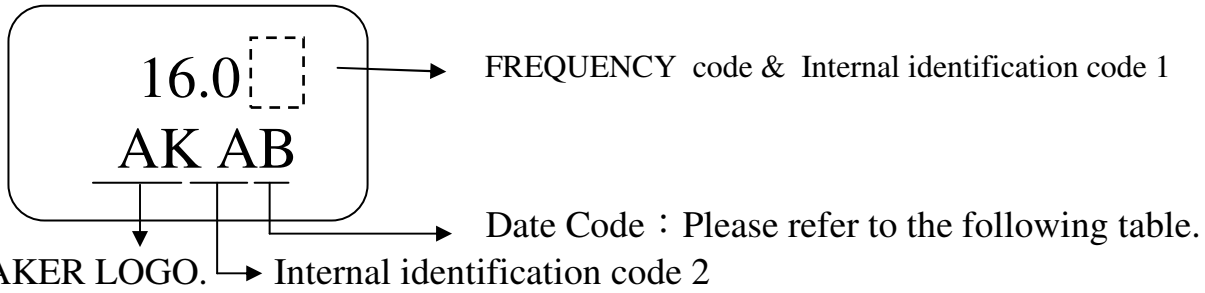 16.0
FREQUENCY code & Internal identification code 1
AK AB
Date Code：Please refer to the following table.
AKER LOGO. Internal identification code 2